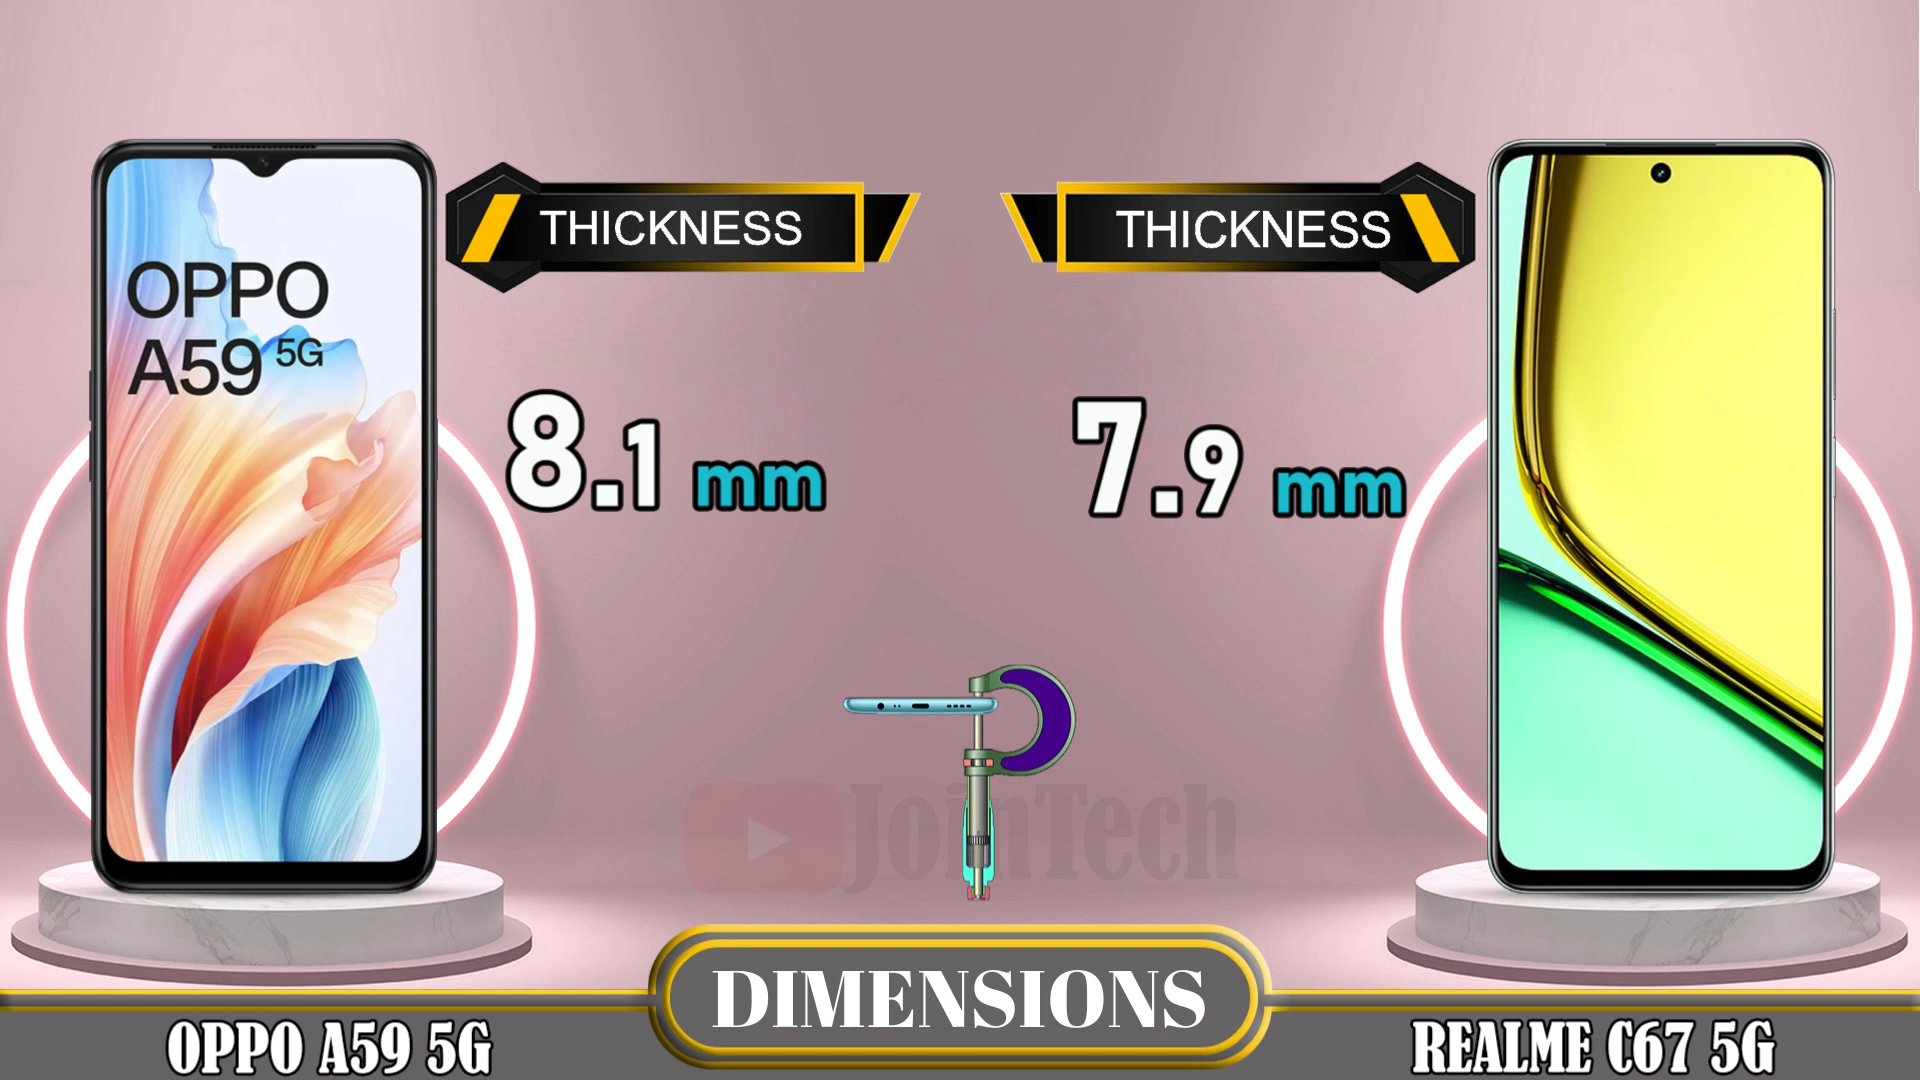 THICKNESS
THICKNESS
OPPO
A59 5G
8.1 mm
7.9 mm
JoinTech
DIMENSIONS
OPPO A59 5G
REALME C67 5G